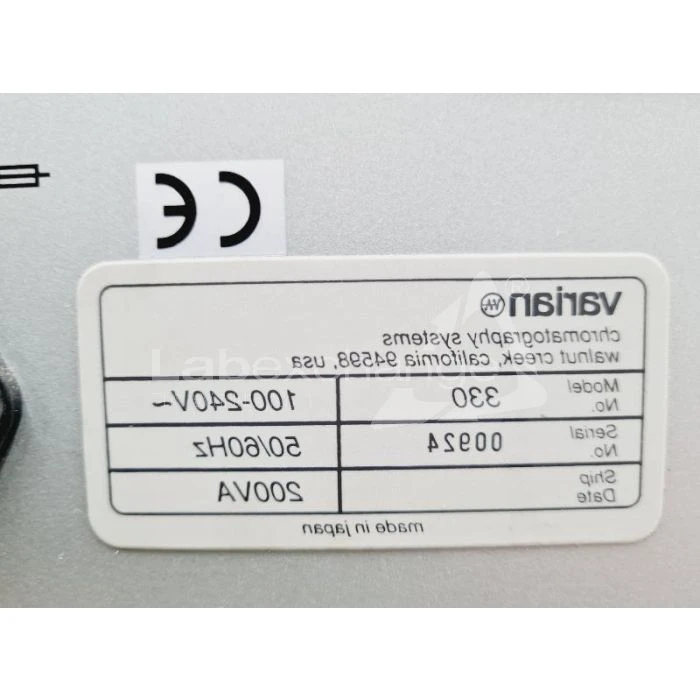 CE
varian
chromatography systems
walnut creek, california 94598, usa
Model No. 330 100-240V~
Serial No. 00924 50/60Hz
Ship Date 200VA
made in japan
Labexchange